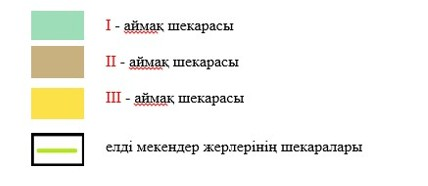 I - аймақ шекарасы
II - аймақ шекарасы
III - аймақ шекарасы
елді мекендер жерлерінің шекаралары